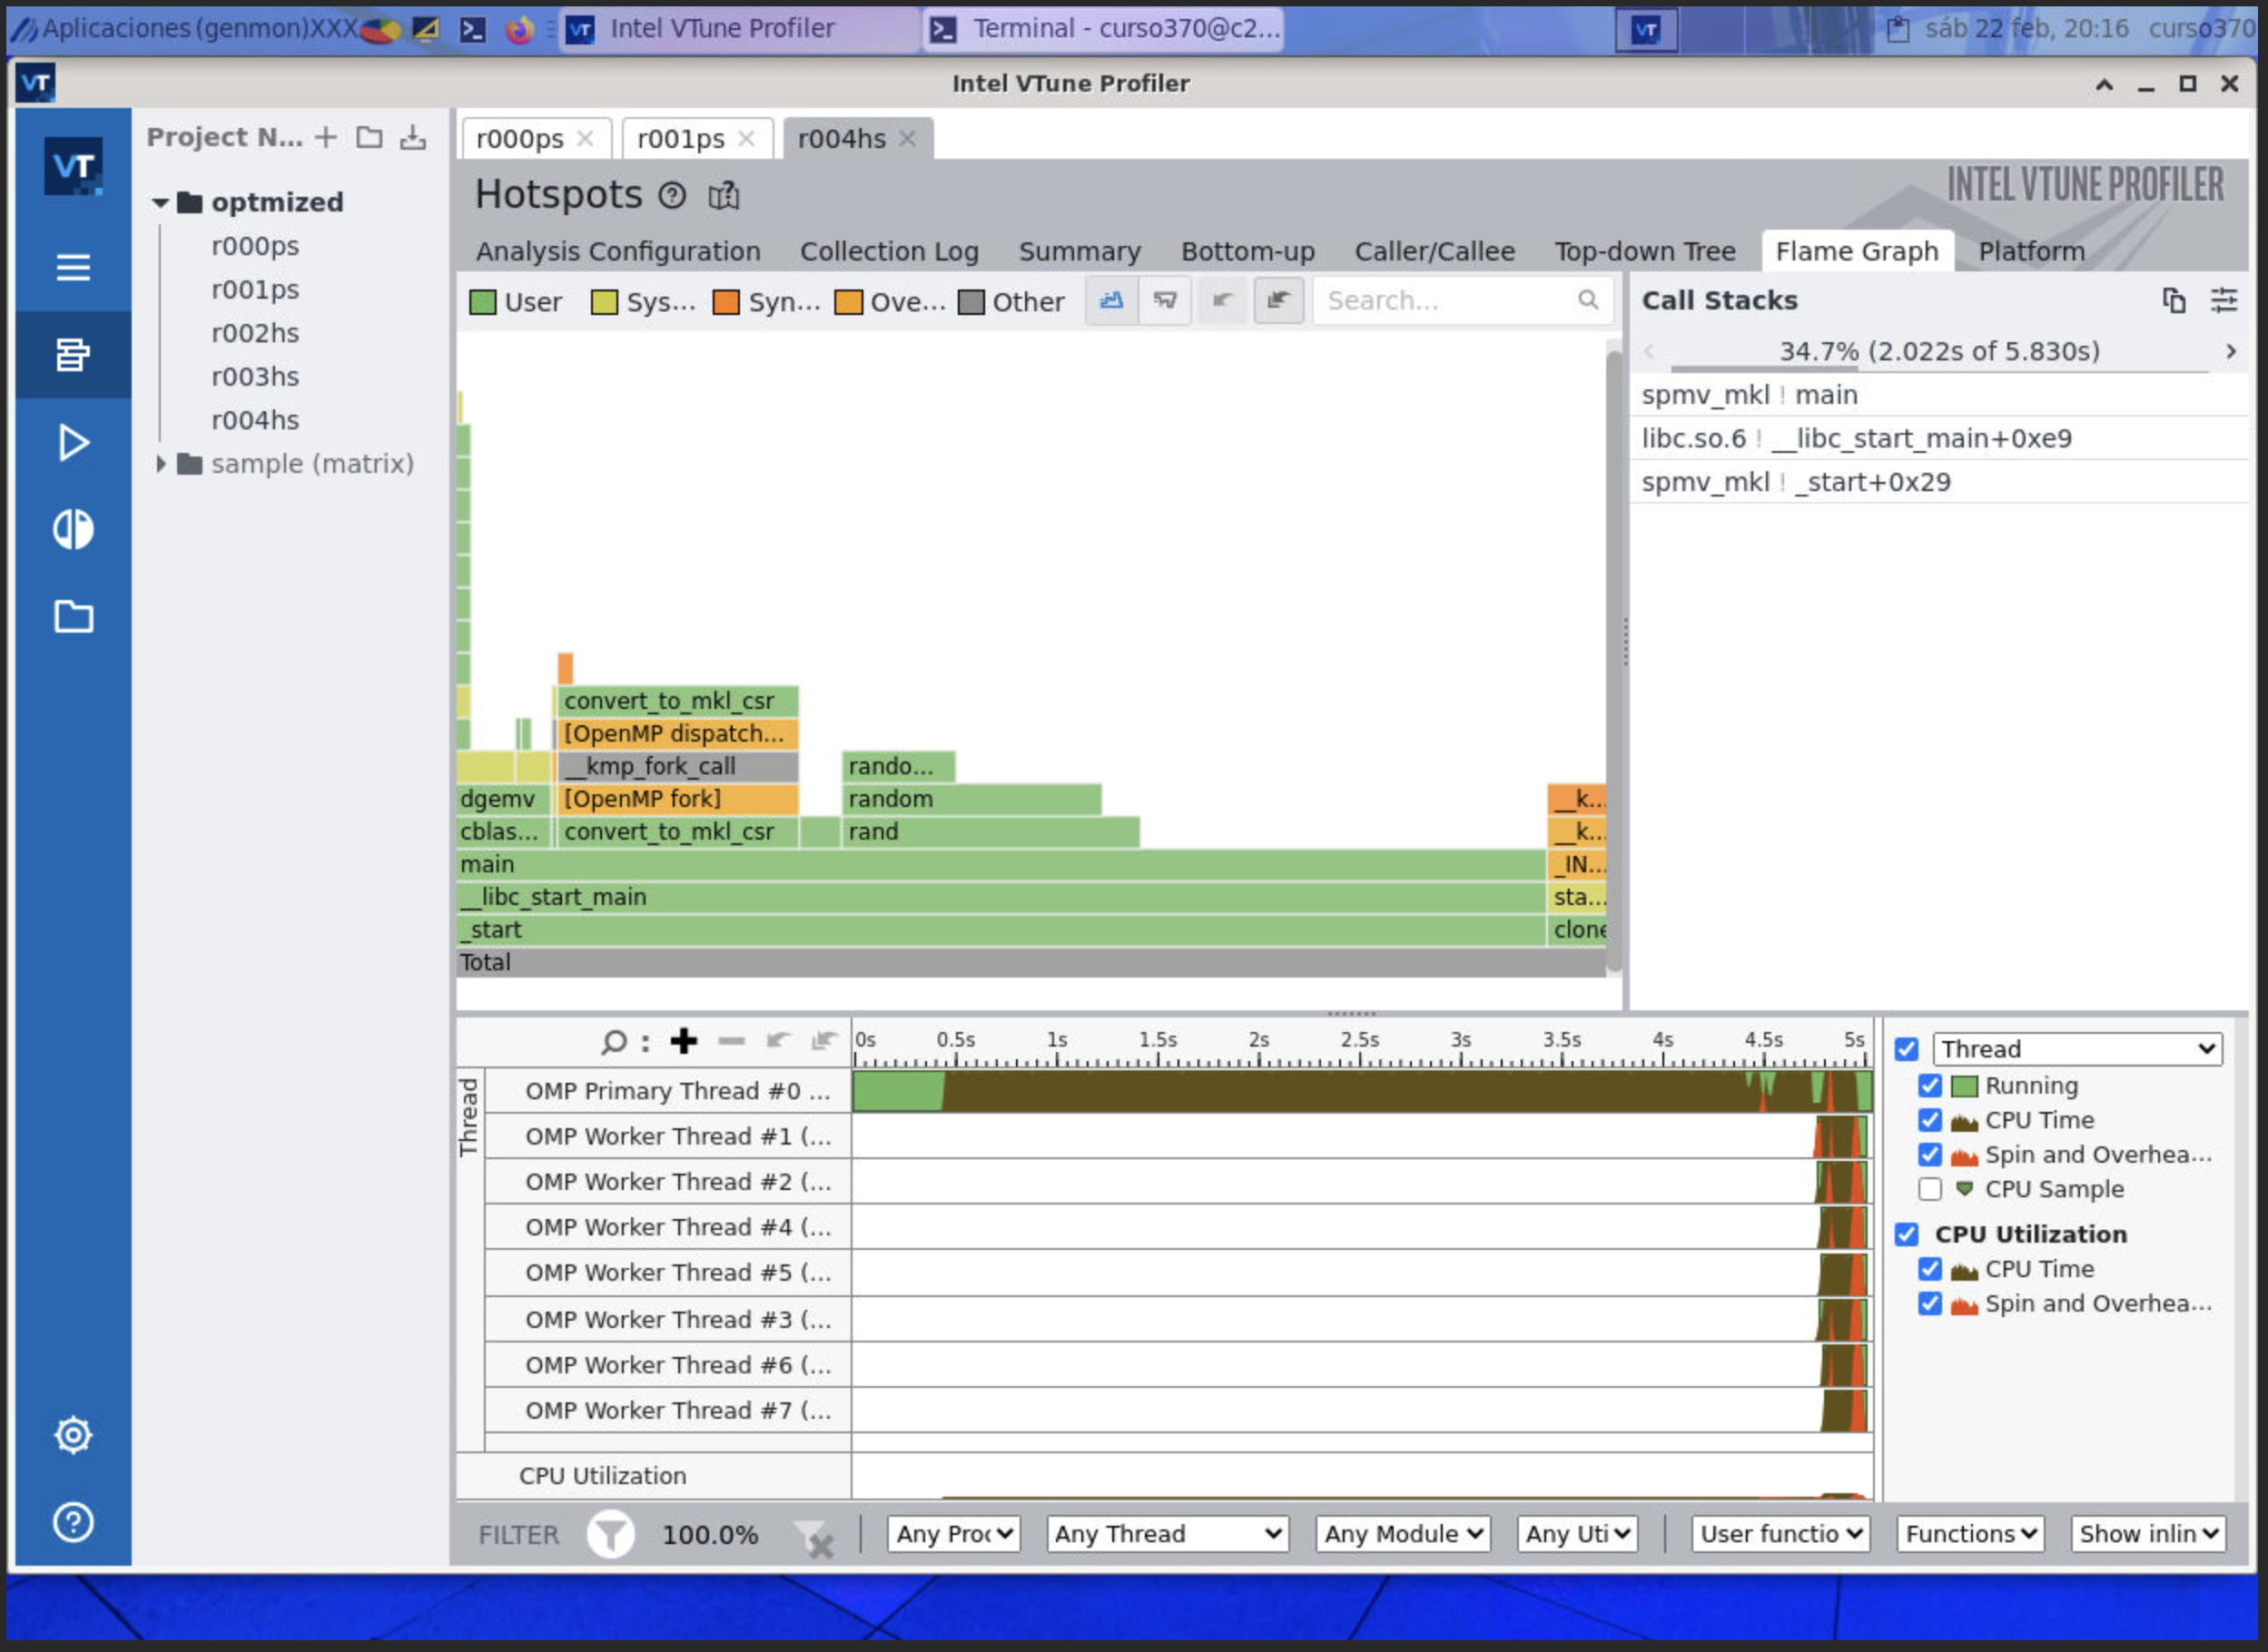 Aplicaciones (genmon)XXX Intel VTune Profiler Terminal - curso370@c2... sáb 22 feb, 20:16 curso370
Intel VTune Profiler
Project N... r000ps r001ps r004hs
optmized
r000ps
r001ps
r002hs
r003hs
r004hs
sample (matrix)
Hotspots INTEL VTUNE PROFILER
Analysis Configuration Collection Log Summary Bottom-up Caller/Callee Top-down Tree Flame Graph Platform
User Sys... Syn... Ove... Other Search...
convert_to_mkl_csr
[OpenMP dispatch...
__kmp_fork_call rando...
dgemv [OpenMP fork] random __k...
cblas... convert_to_mkl_csr rand __k...
main _IN...
__libc_start_main sta...
_start clone
Total
Call Stacks
34.7% (2.022s of 5.830s)
spmv_mkl ! main
libc.so.6 ! __libc_start_main+0xe9
spmv_mkl ! _start+0x29
0s 0.5s 1s 1.5s 2s 2.5s 3s 3.5s 4s 4.5s 5s
Thread
OMP Primary Thread #0 ...
OMP Worker Thread #1 (...
OMP Worker Thread #2 (...
OMP Worker Thread #4 (...
OMP Worker Thread #5 (...
OMP Worker Thread #3 (...
OMP Worker Thread #6 (...
OMP Worker Thread #7 (...
CPU Utilization
Thread
Running
CPU Time
Spin and Overhea...
CPU Sample
CPU Utilization
CPU Time
Spin and Overhea...
FILTER 100.0% Any Proc Any Thread Any Module Any Uti User functio Functions Show inlin